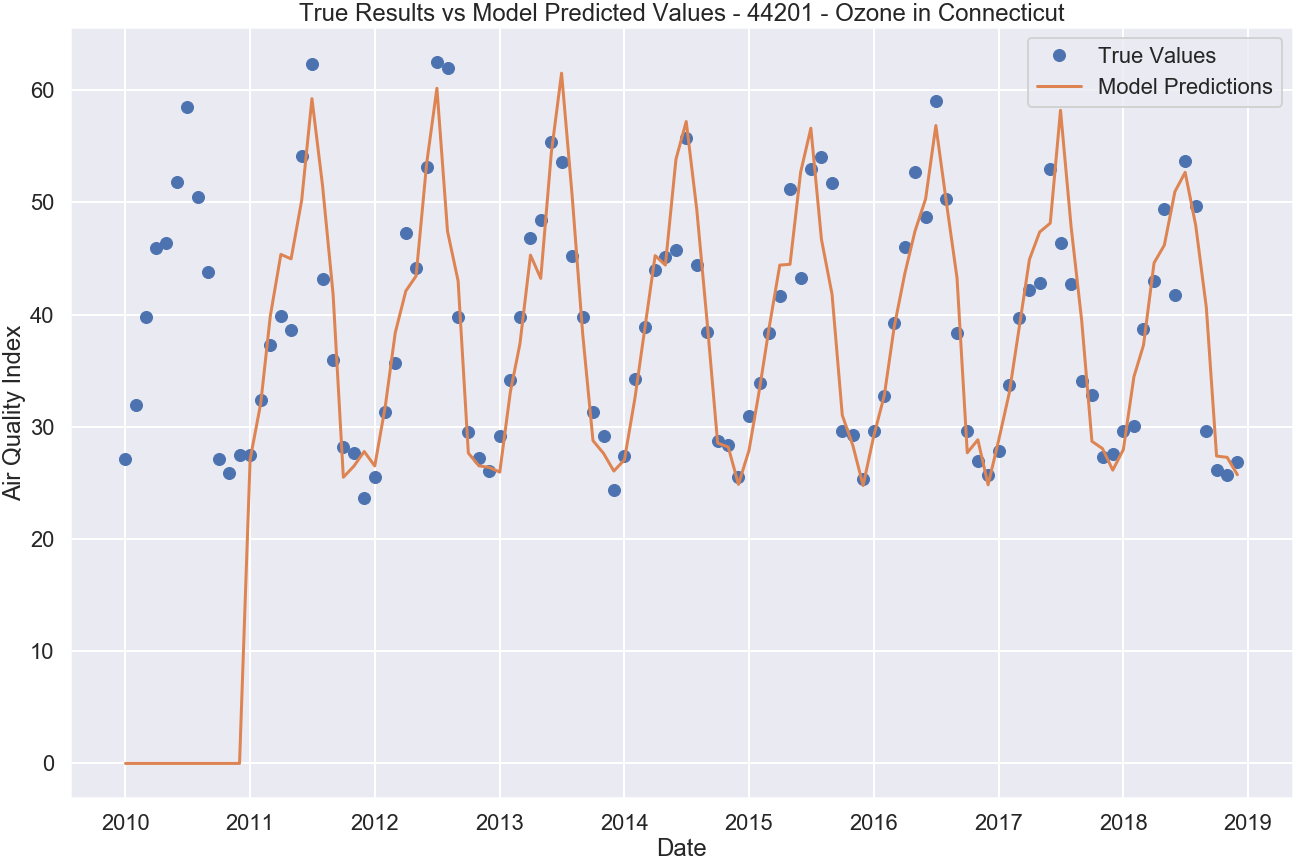 True Results vs Model Predicted Values - 44201 - Ozone in Connecticut
True Values
Model Predictions
Air Quality Index
60
50
40
30
20
10
0
2010 2011 2012 2013 2014 2015 2016 2017 2018 2019
Date